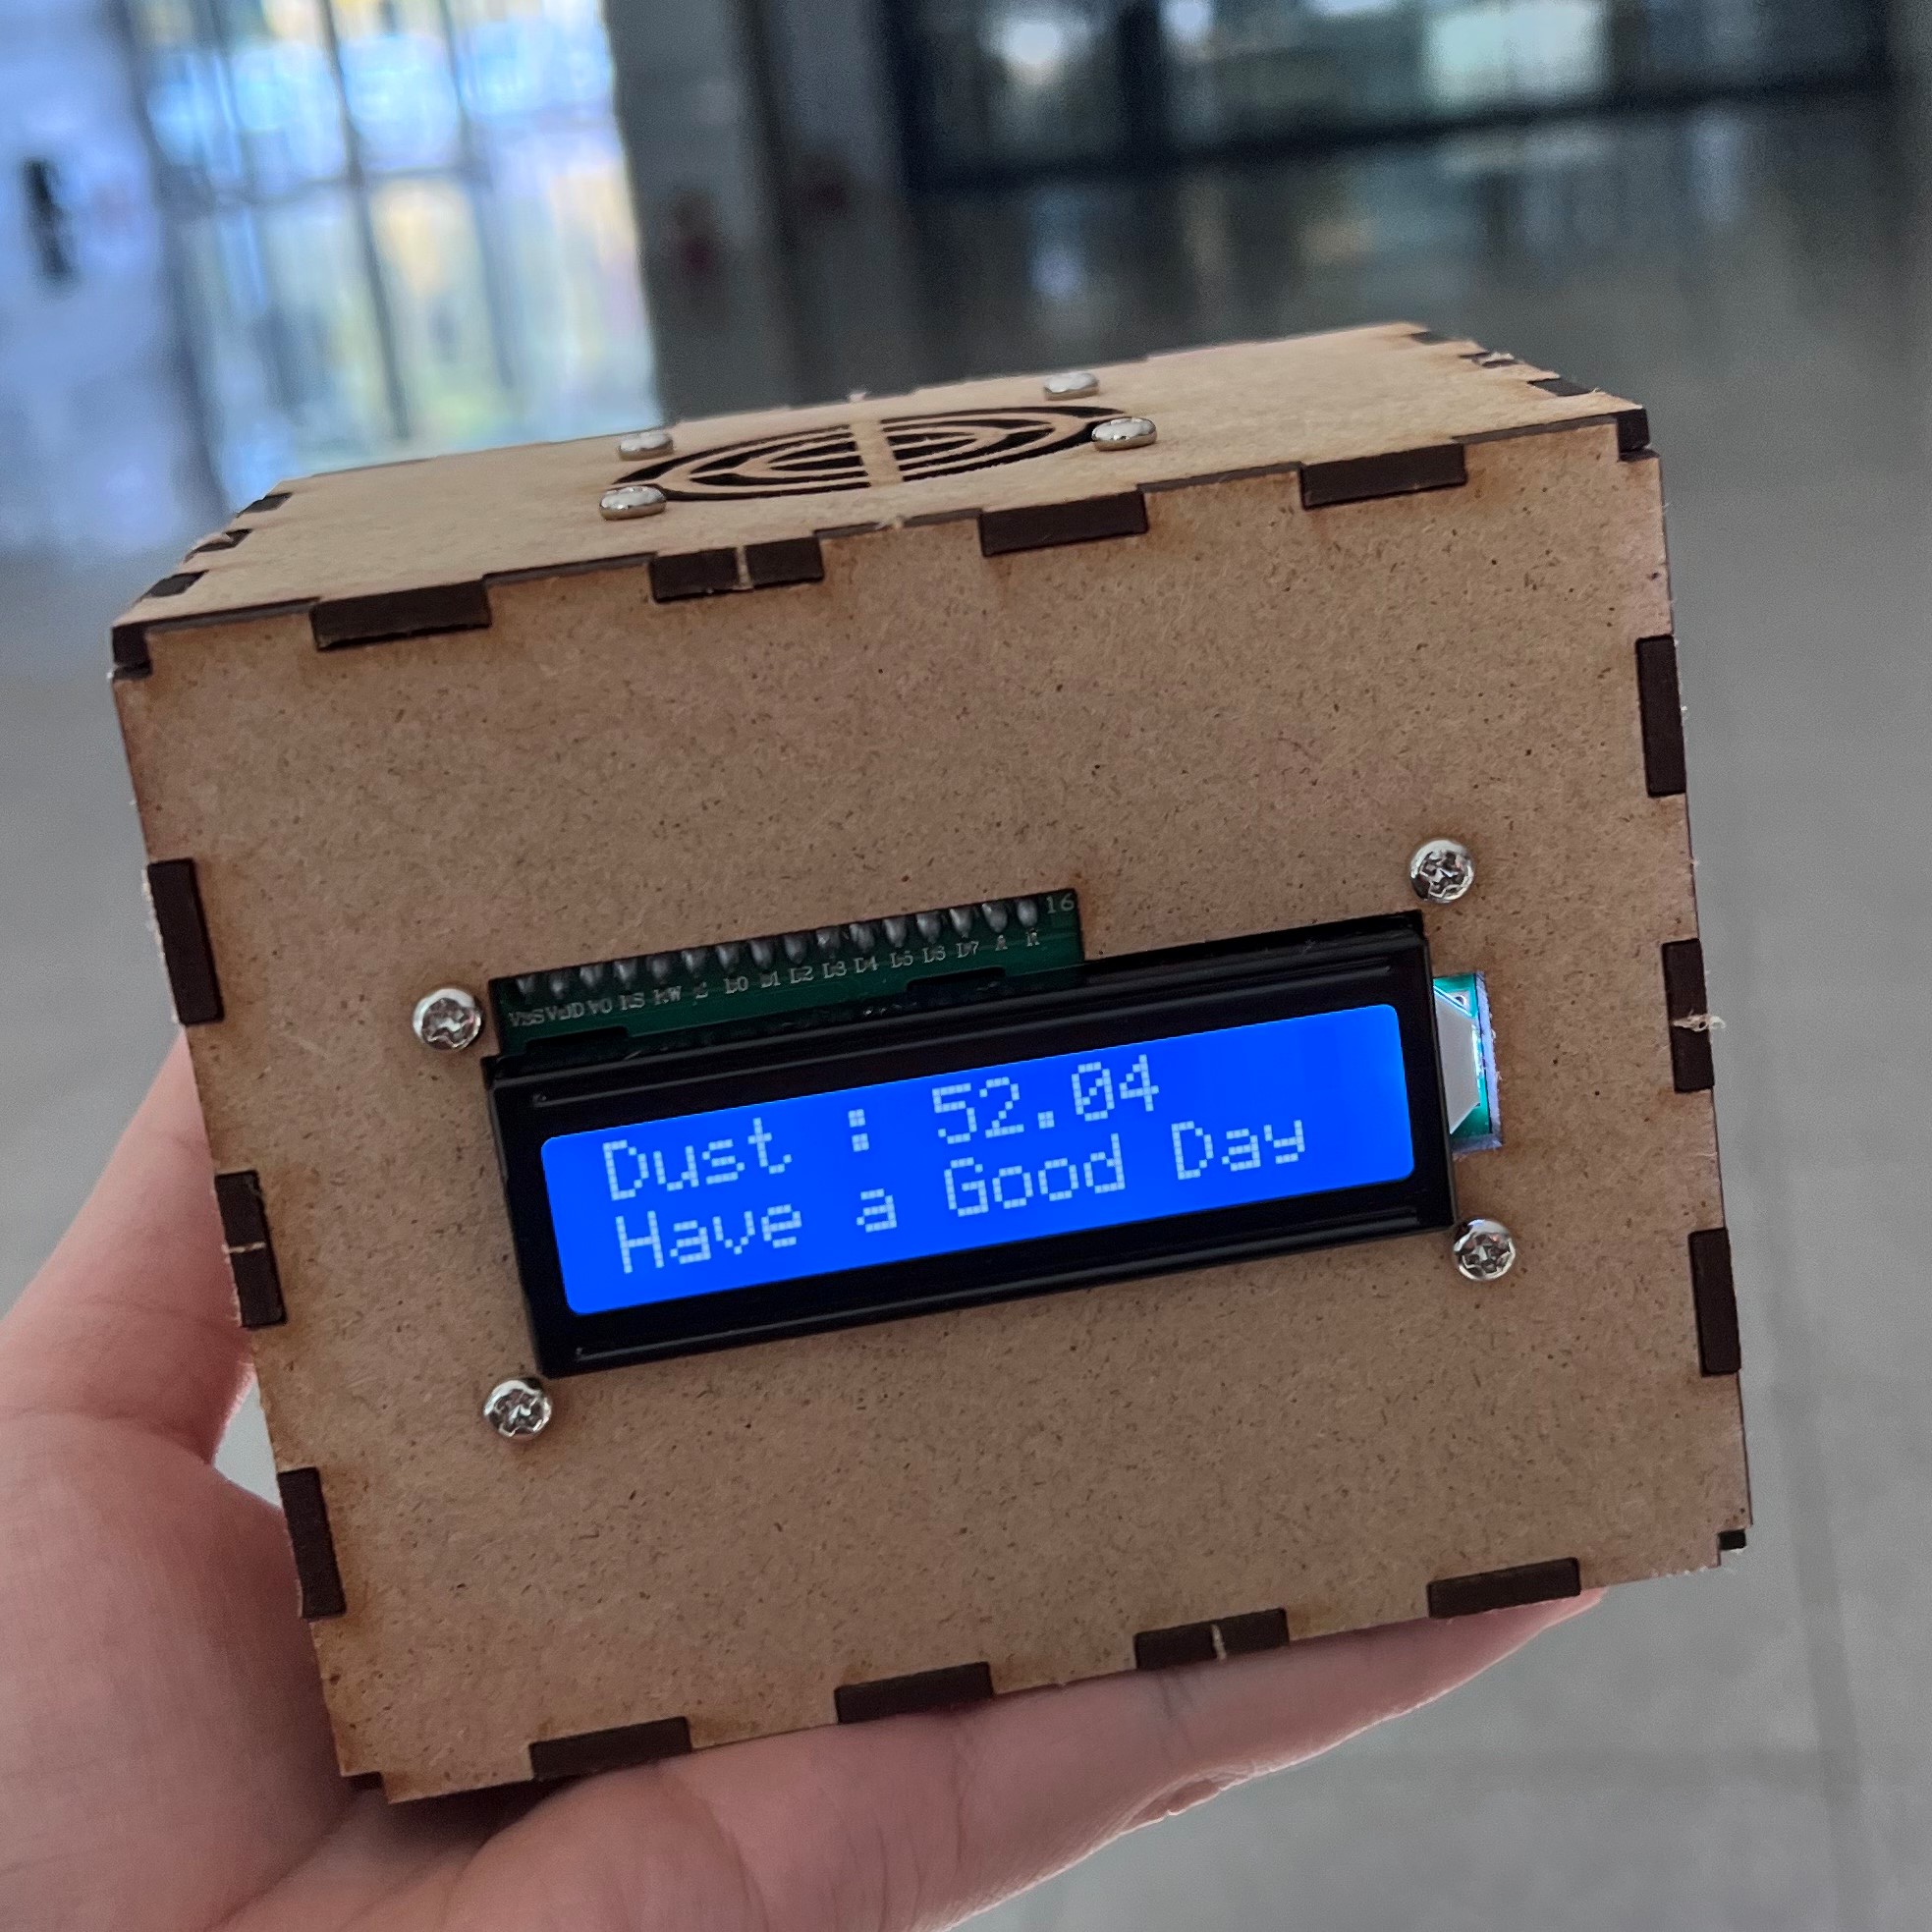 16
VSS VDD VO RS RW E D0 D1 D2 D3 D4 D5 D6 D7 A K
Dust : 52.04
Have a Good Day